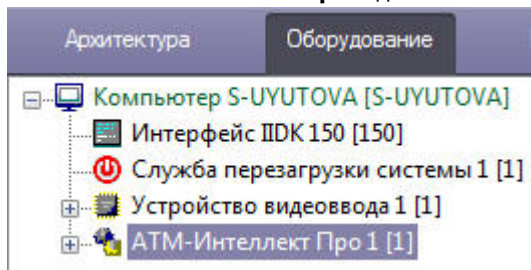 Архитектура Оборудование
Компьютер S-UYUTOVA [S-UYUTOVA]
Интерфейс IIDK 150 [150]
Служба перезагрузки системы 1 [1]
Устройство видеоввода 1 [1]
АТМ-Интеллект Про 1 [1]